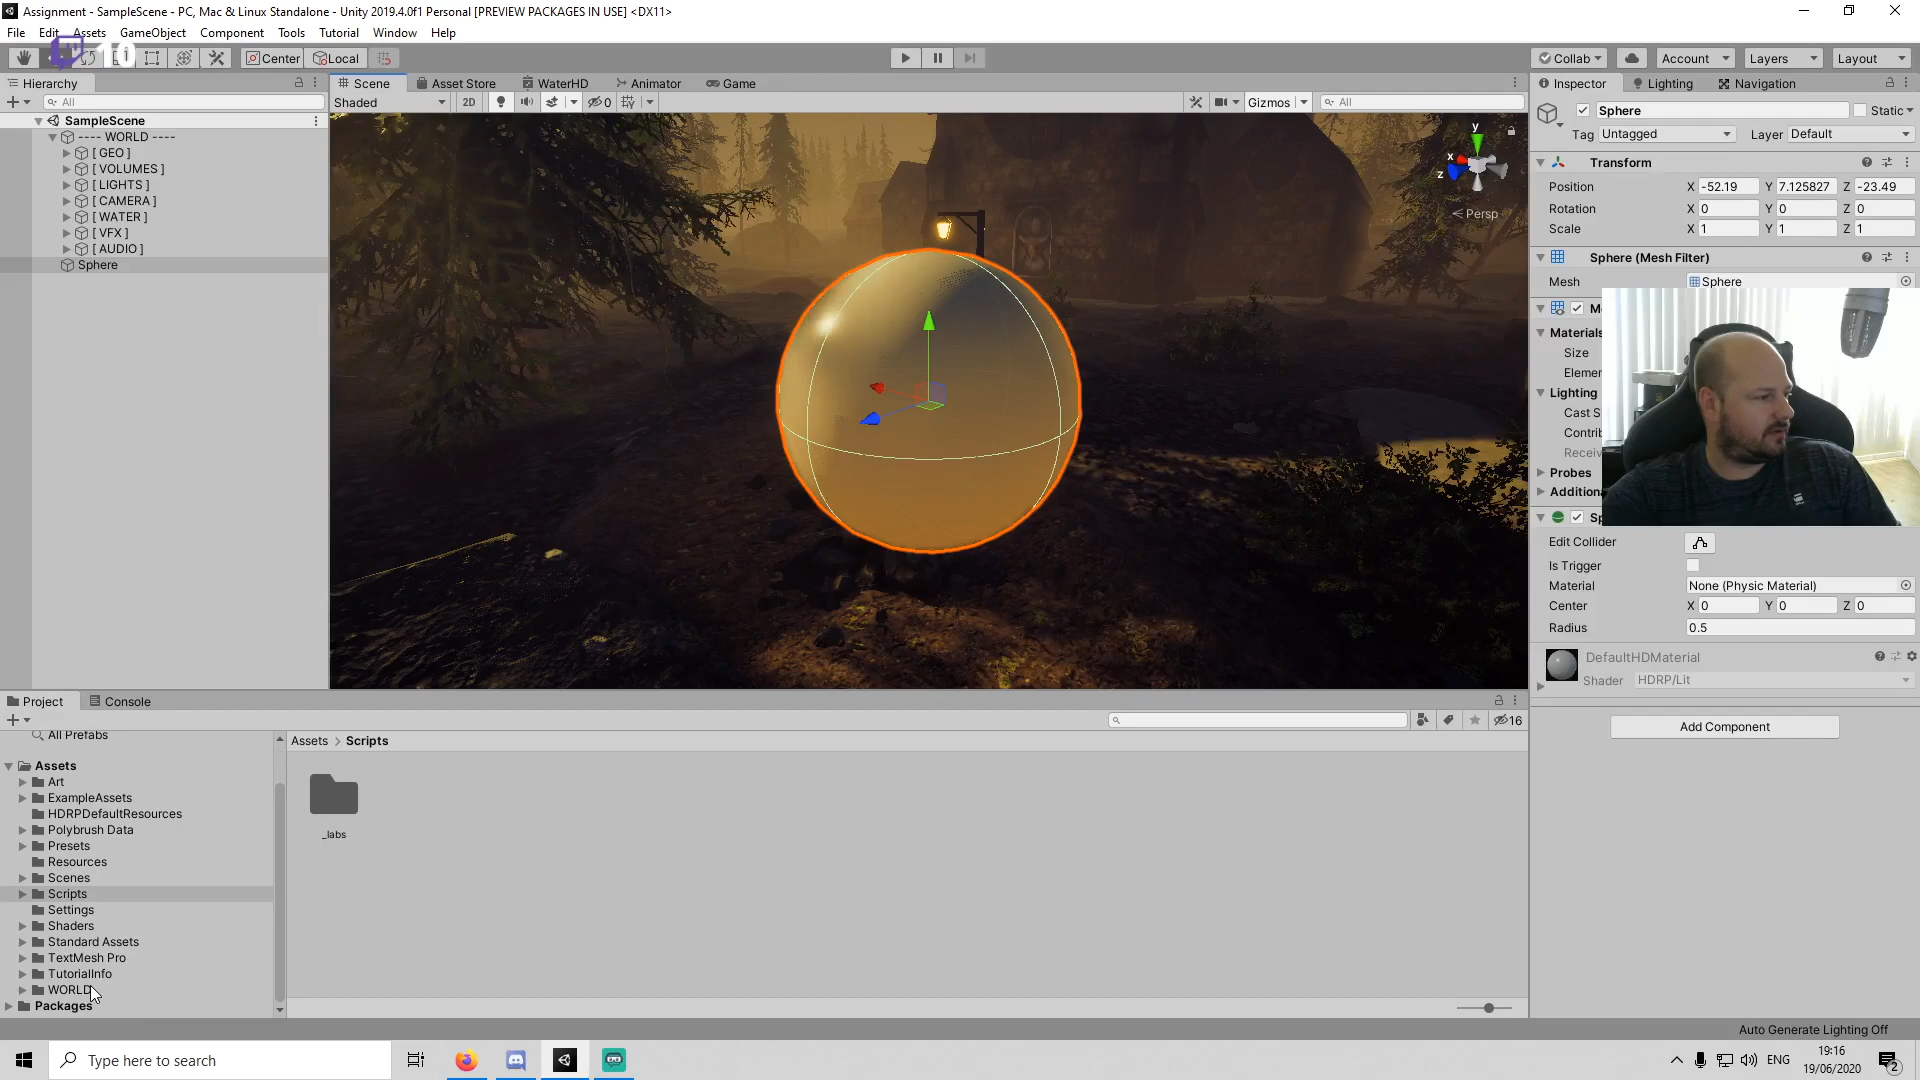 Assignment - SampleScene - PC, Mac & Linux Standalone - Unity 2019.4.0f1 Personal [PREVIEW PACKAGES IN USE] <DX11>
File Edit Assets GameObject Component Tools Tutorial Window Help
10 Center Local Collab Account Layers Layout
Hierarchy
All
SampleScene
---- WORLD ----
[ GEO ]
[ VOLUMES ]
[ LIGHTS ]
[ CAMERA ]
[ WATER ]
[ VFX ]
[ AUDIO ]
Sphere
Scene Asset Store WaterHD Animator Game
Shaded 2D 0 Gizmos All
y
x
z
< Persp
Inspector Lighting Navigation
Sphere Static
Tag Untagged Layer Default
Transform
Position X -52.19 Y 7.125827 Z -23.49
Rotation X 0 Y 0 Z 0
Scale X 1 Y 1 Z 1
Sphere (Mesh Filter)
Mesh Sphere
Materials
Size
Lighting
Probes
Edit Collider
Is Trigger
Material None (Physic Material)
Center X 0 Y 0 Z 0
Radius 0.5
DefaultHDMaterial
Shader HDRP/Lit
Add Component
Project Console
16
All Prefabs
Assets
Art
ExampleAssets
HDRPDefaultResources
Polybrush Data
Presets
Resources
Scenes
Scripts
Settings
Shaders
Standard Assets
TextMesh Pro
TutorialInfo
WORLD
Packages
Assets > Scripts
_labs
Auto Generate Lighting Off
Type here to search
ENG
19:16
19/06/2020
2